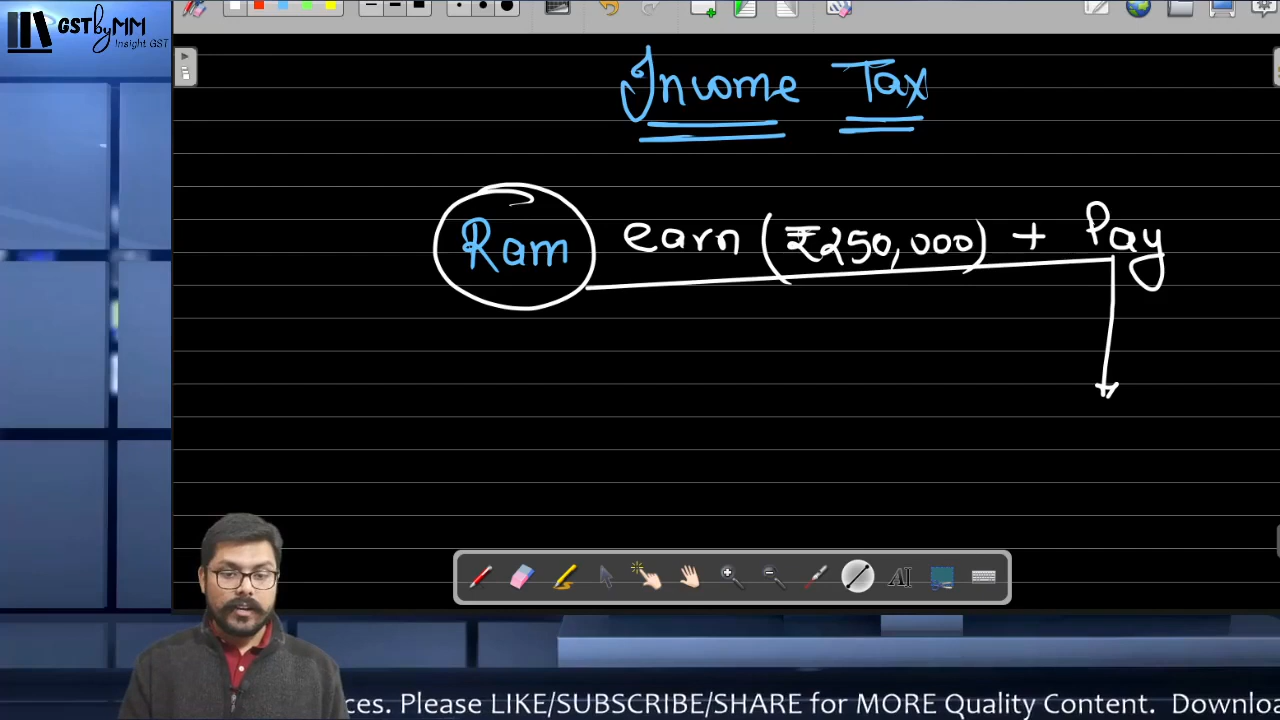 GSTbyMM
Insight GST
Income Tax
Ram earn (₹250,000) + Pay
AI
ces. Please LIKE/SUBSCRIBE/SHARE for MORE Quality Content. Downloa